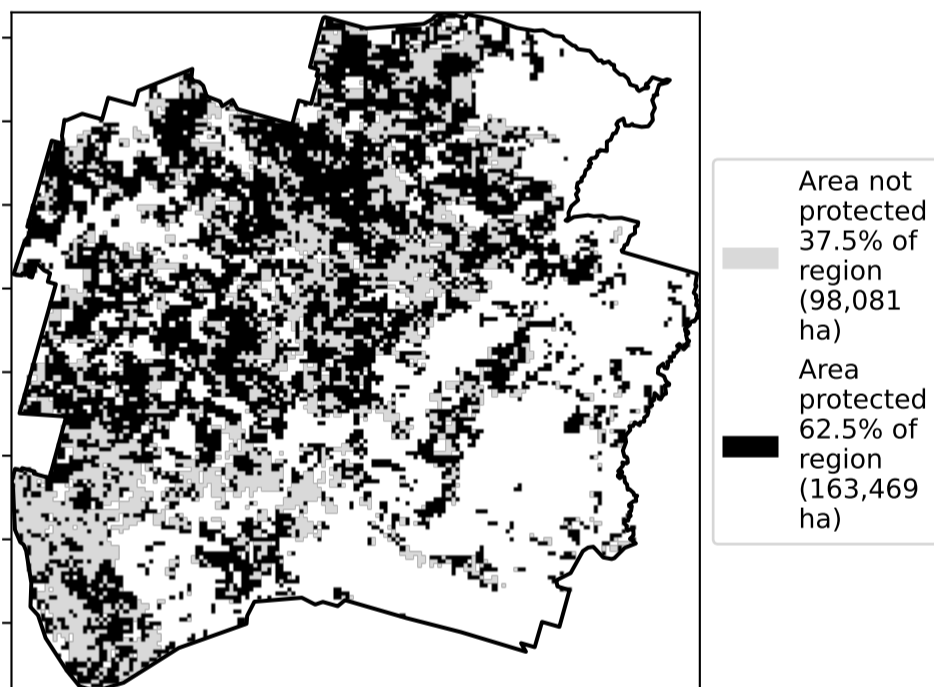 Area not
protected
37.5% of
region
(98,081
ha)
Area
protected
62.5% of
region
(163,469
ha)